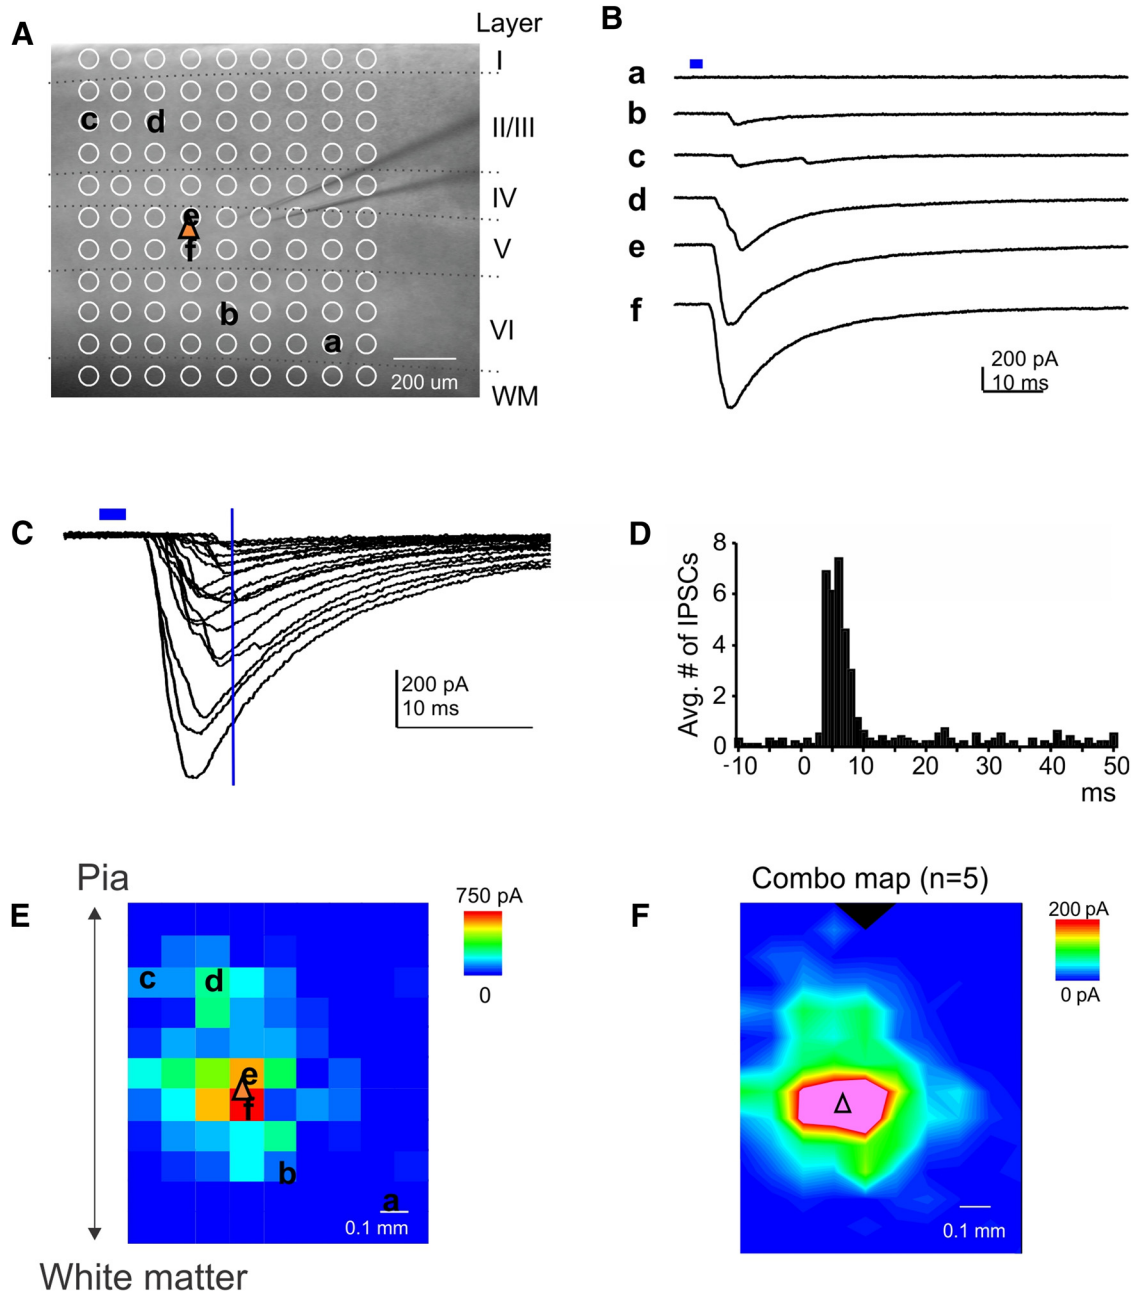 A
Layer
I
II/III
IV
V
VI
WM
c
d
e
f
b
a
200 um
B
a
b
c
d
e
f
200 pA
10 ms
C
200 pA
10 ms
D
Avg. # of IPSCs
8
6
4
2
0
-10 0 10 20 30 40 50
ms
E
Pia
White matter
c
d
e
f
b
a
0.1 mm
750 pA
0
F
Combo map (n=5)
200 pA
0 pA
0.1 mm